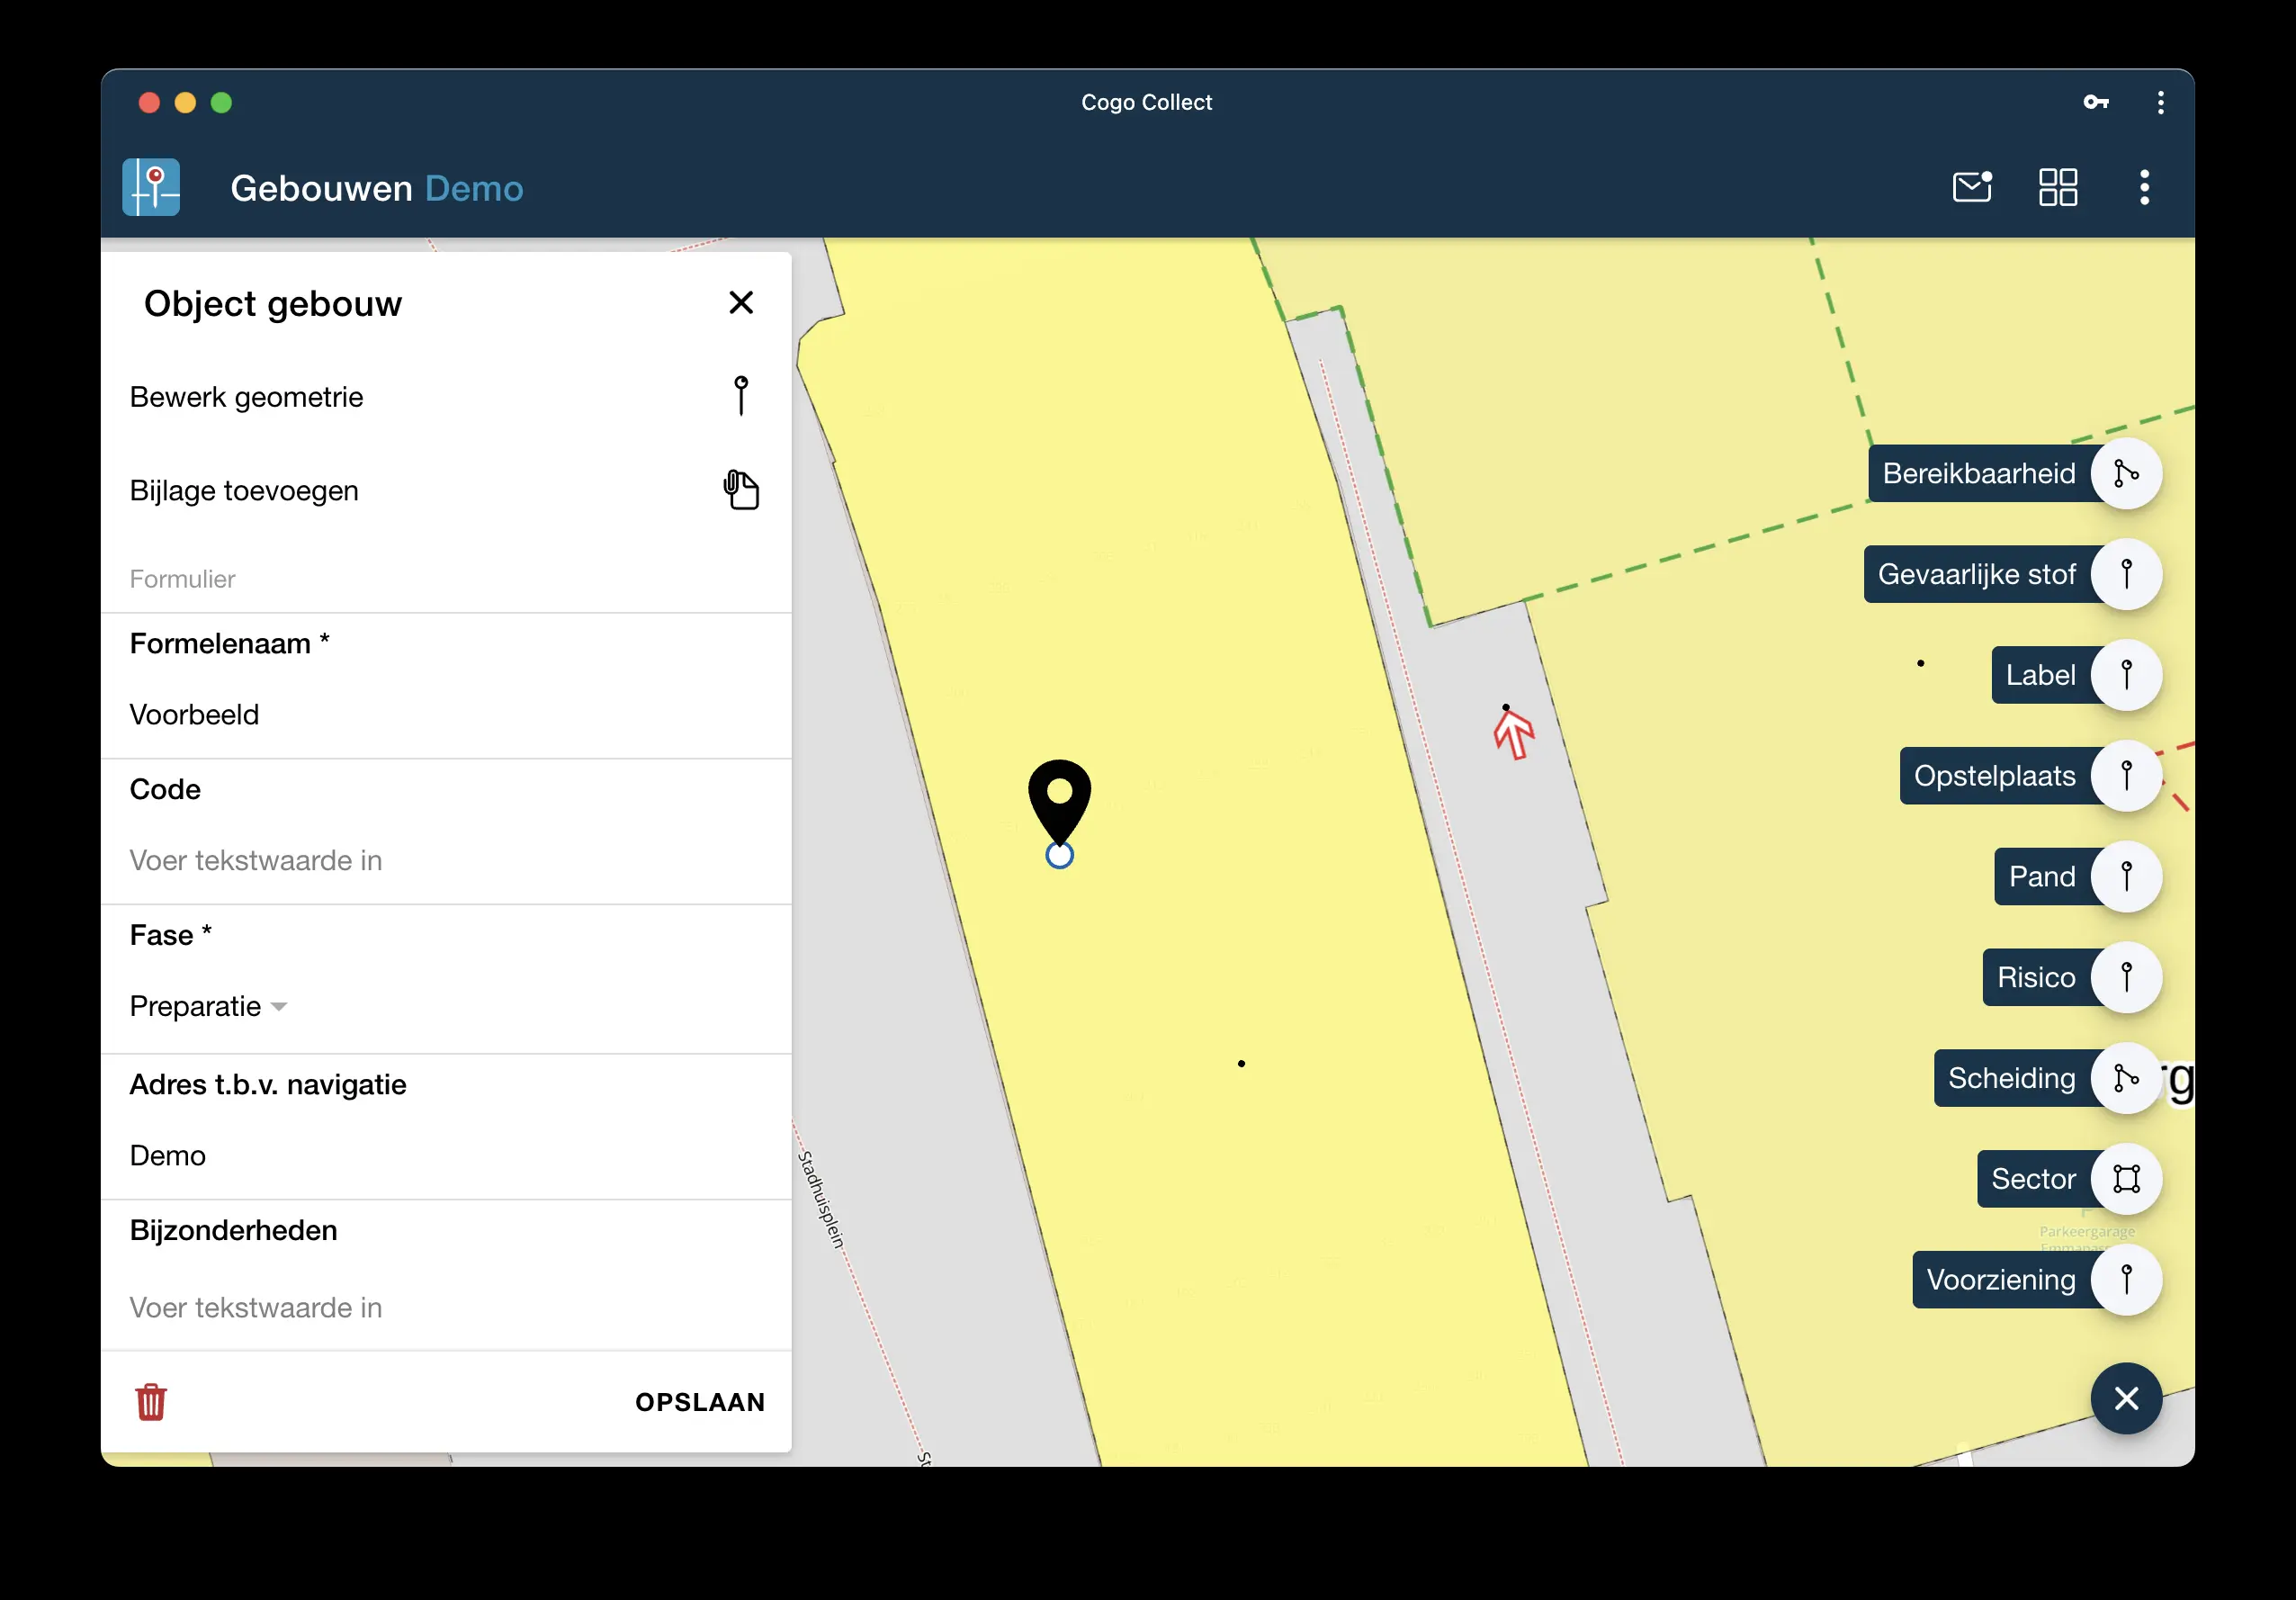 Cogo Collect
Gebouwen Demo
Object gebouw
Bewerk geometrie
Bijlage toevoegen
Formulier
Formelenaam *
Voorbeeld
Code
Voer tekstwaarde in
Fase *
Preparatie
Adres t.b.v. navigatie
Demo
Bijzonderheden
Voer tekstwaarde in
OPSLAAN
Stadhuisplein
St
Bereikbaarheid
Gevaarlijke stof
Label
Opstelplaats
Pand
Risico
Scheiding
rg
Sector
Parkeergarage
Voorziening